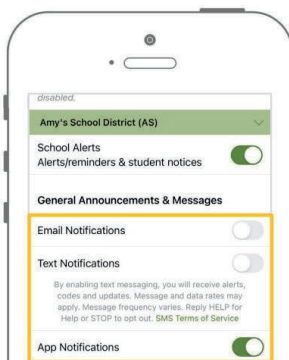 disabled.
Amy's School District (AS)
School Alerts
Alerts/reminders & student notices
General Announcements & Messages
Email Notifications
Text Notifications
By enabling text messaging, you will receive alerts,
codes and updates. Message and data rates may
apply. Message frequency varies. Reply HELP for
Help or STOP to opt out. SMS Terms of Service
App Notifications